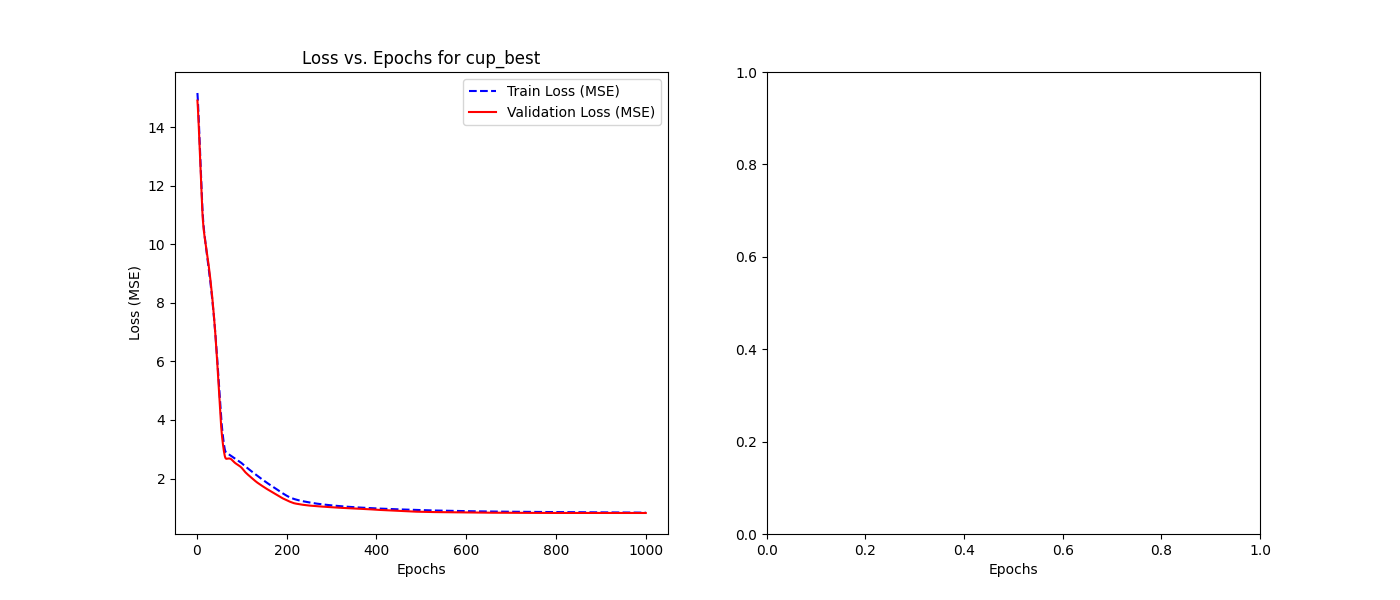 Loss vs. Epochs for cup_best
Train Loss (MSE)
Validation Loss (MSE)
Loss (MSE)
14
12
10
8
6
4
2
0 200 400 600 800 1000
Epochs
1.0
0.8
0.6
0.4
0.2
0.0
0.0 0.2 0.4 0.6 0.8 1.0
Epochs